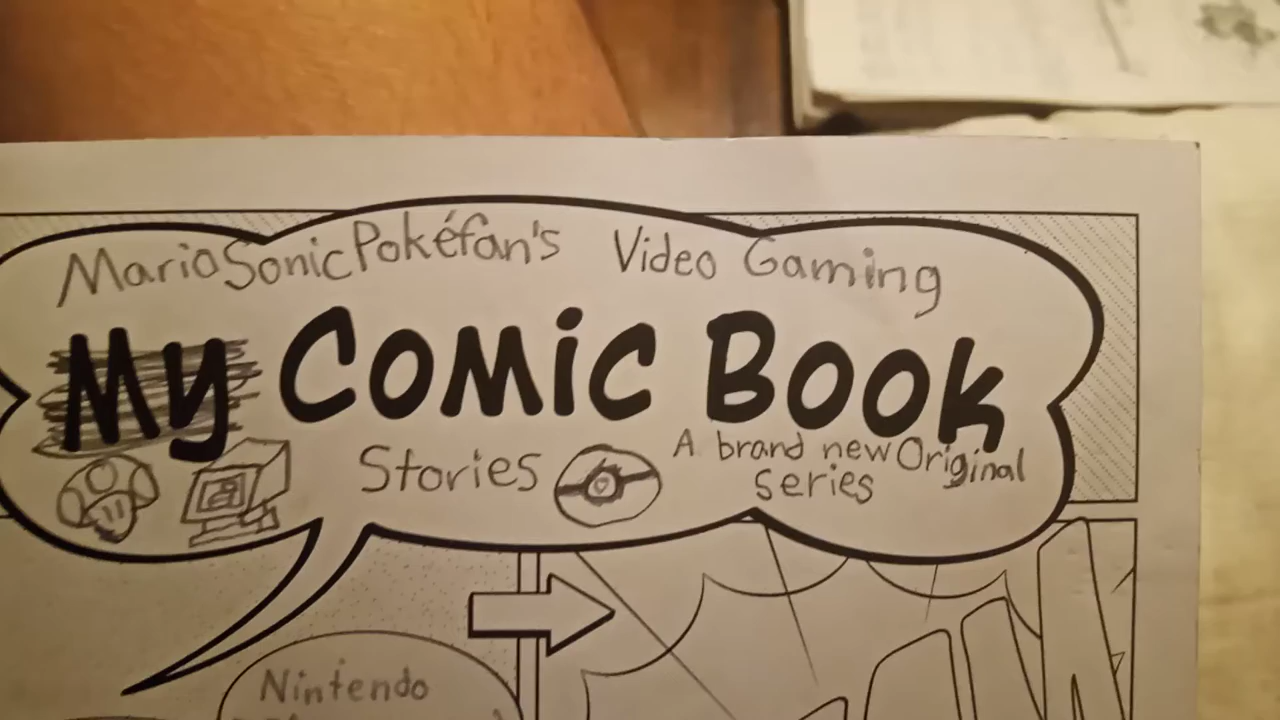 MarioSonicPokéfan's Video Gaming
My Comic Book
Stories
A brand new Original
series
Nintendo